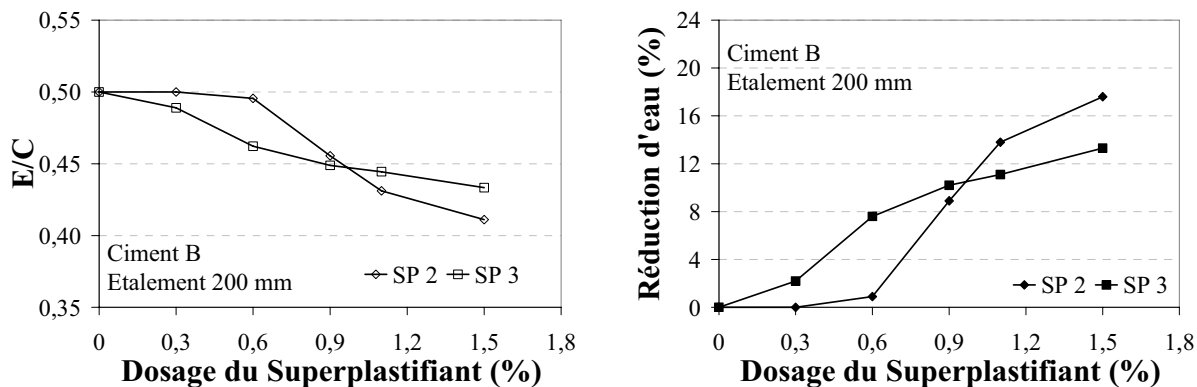 0,55
0,50
0,45
0,40
0,35
E/C
Ciment B
Etalement 200 mm
SP 2
SP 3
0
0,3
0,6
0,9
1,2
1,5
1,8
Dosage du Superplastifiant (%)
24
20
16
12
8
4
0
Réduction d'eau (%)
Ciment B
Etalement 200 mm
SP 2
SP 3
0
0,3
0,6
0,9
1,2
1,5
1,8
Dosage du Superplastifiant (%)